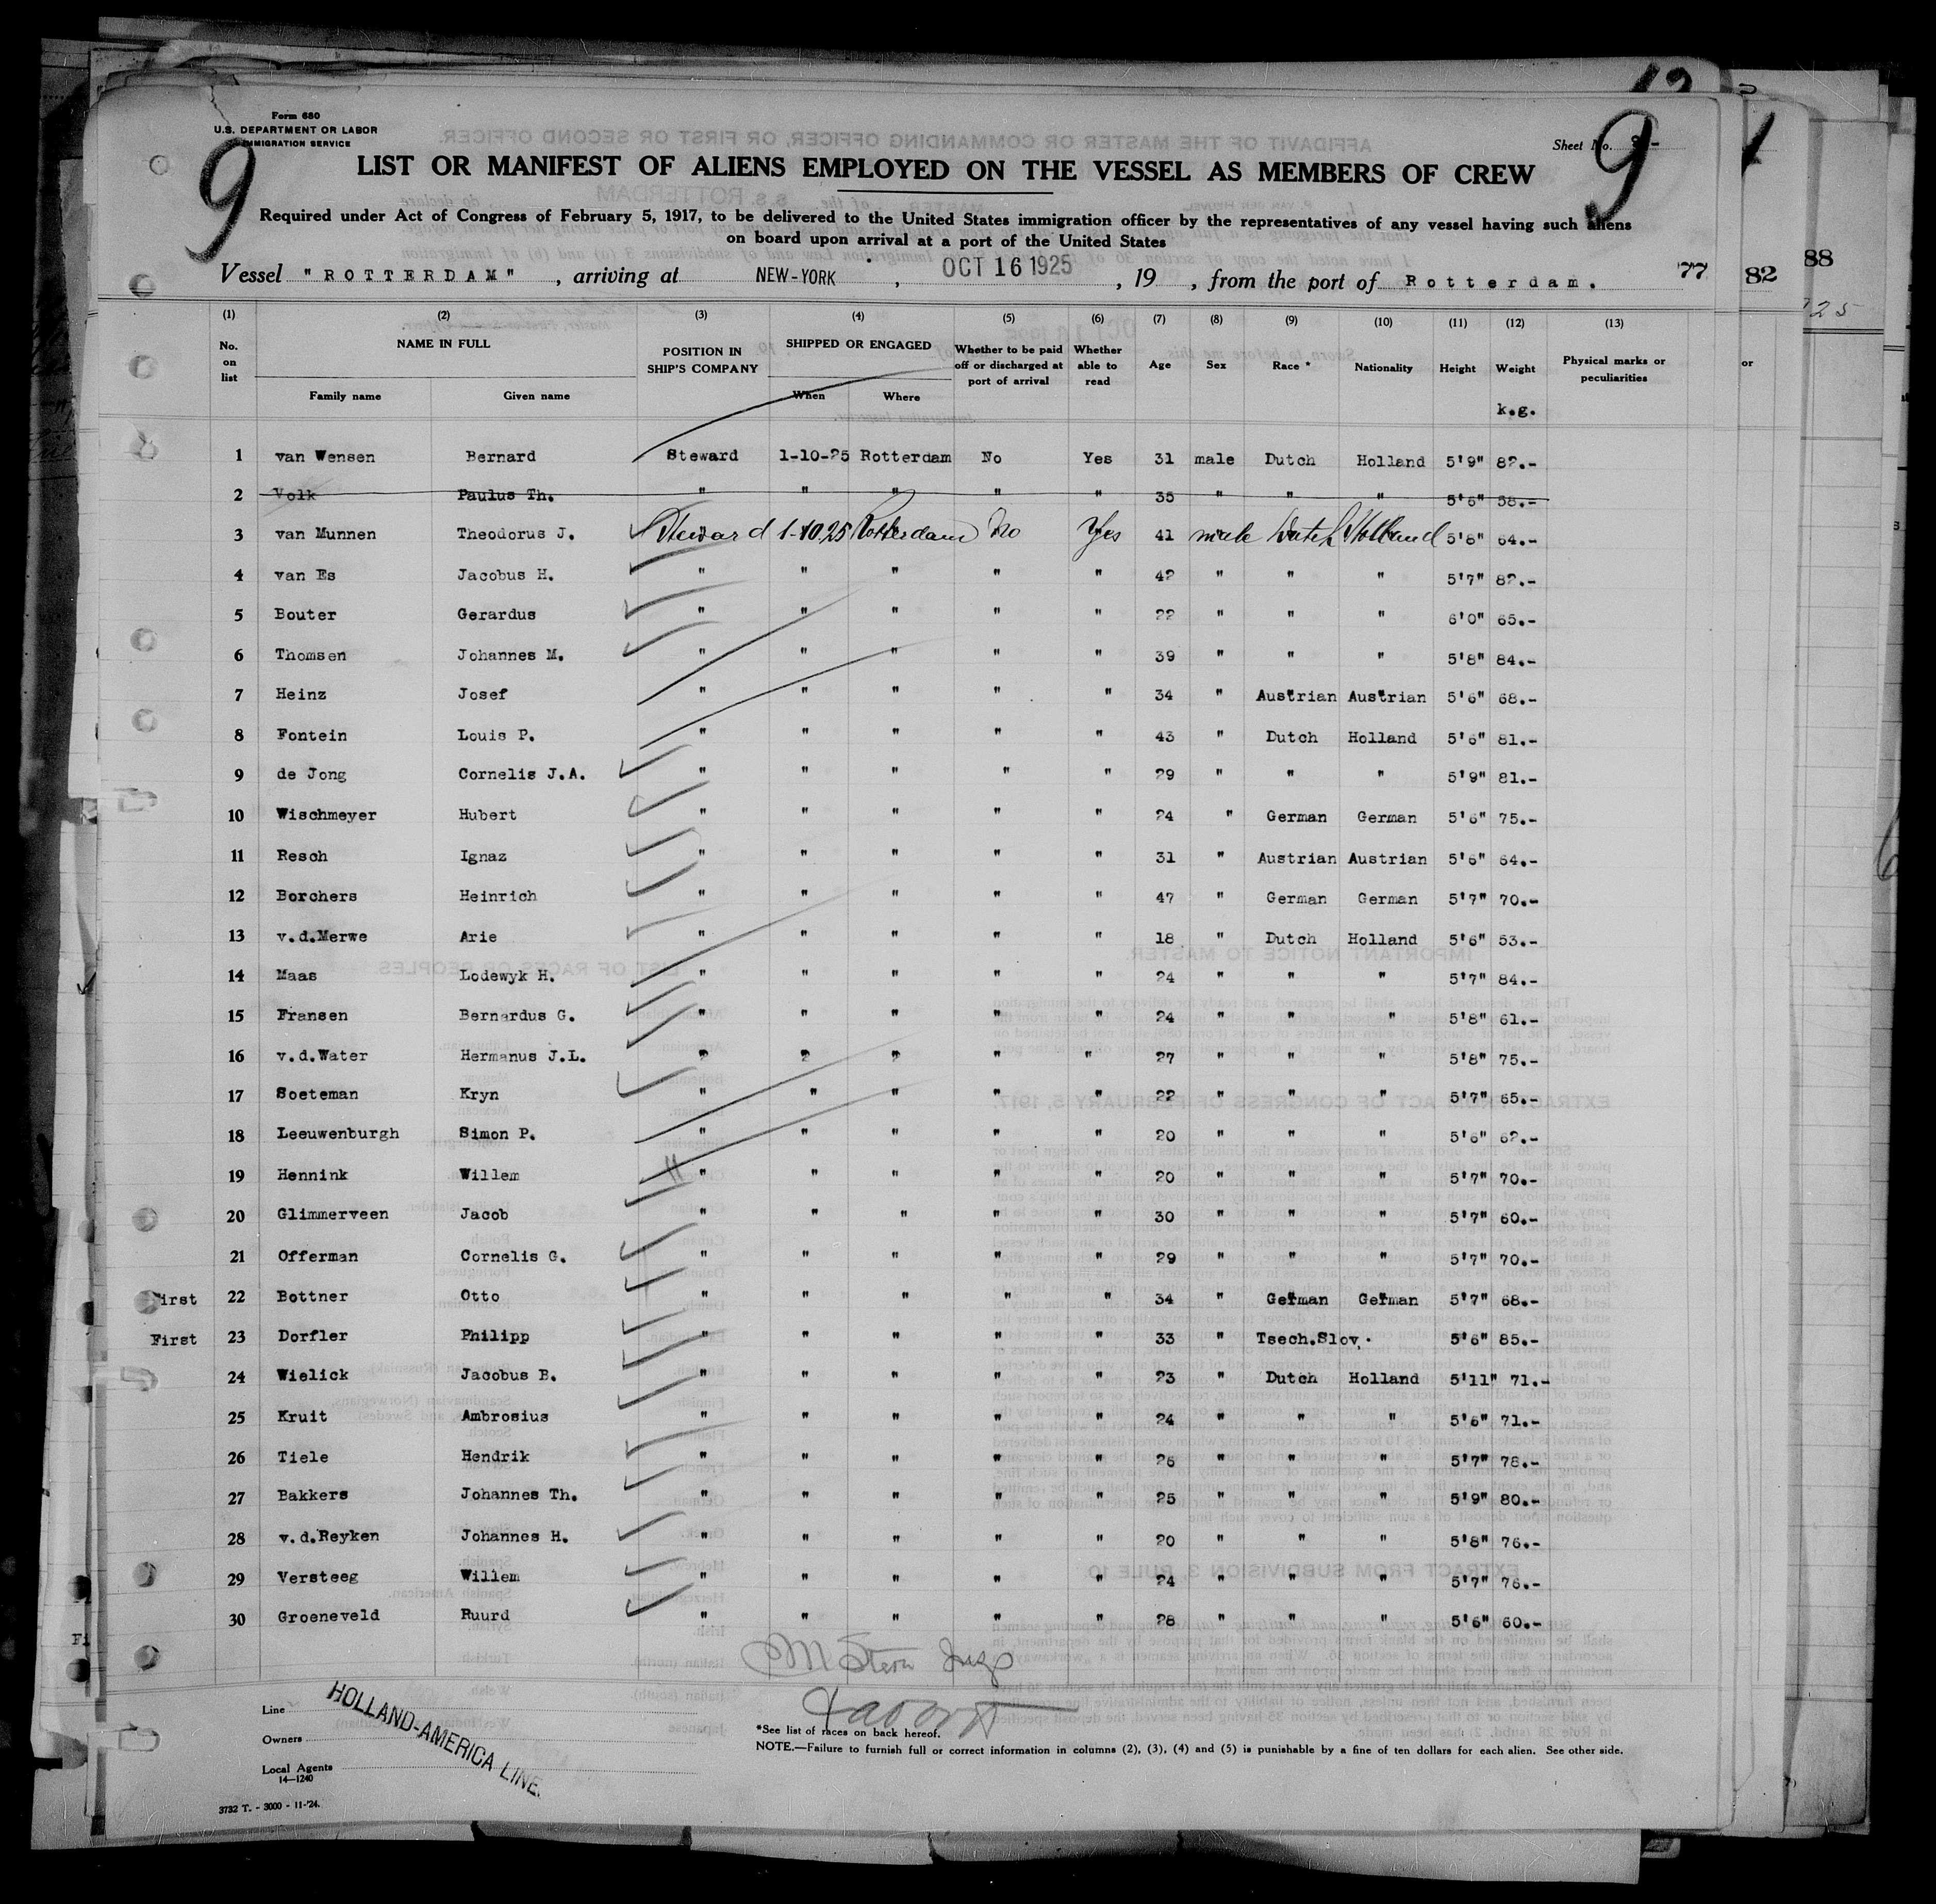 Form 680
U.S. DEPARTMENT OR LABOR
IMMIGRATION SERVICE
Sheet No.
9
9
LIST OR MANIFEST OF ALIENS EMPLOYED ON THE VESSEL AS MEMBERS OF CREW
Required under Act of Congress of February 5, 1917, to be delivered to the United States immigration officer by the representatives of any vessel having such aliens
on board upon arrival at a port of the United States
Vessel "ROTTERDAM", arriving at NEW-YORK, OCT 16 1925, 19 , from the port of Rotterdam. 77 82 88
(1) (2) (3) (4) (5) (6) (7) (8) (9) (10) (11) (12) (13)
No. on list NAME IN FULL Family name Given name POSITION IN SHIP'S COMPANY SHIPPED OR ENGAGED When Where Whether to be paid off or discharged at port of arrival Whether able to read Age Sex Race * Nationality Height Weight Physical marks or peculiarities
k.g.
1 van Wensen Bernard Steward 1-10-25 Rotterdam No Yes 31 male Dutch Holland 5'9" 82.-
2 Volk Paulus Th. " " " " " 35 " " " 5'6" 58.-
3 van Munnen Theodorus J. Steward 1-10-25 Rotterdam No Yes 41 male Dutch Holland 5'8" 64.-
4 van Es Jacobus H. " " " " " 42 " " " 5'7" 82.-
5 Bouter Gerardus " " " " " 22 " " " 6'0" 65.-
6 Thomsen Johannes M. " " " " " 39 " " " 5'8" 84.-
7 Heinz Josef " " " " " 34 " Austrian Austrian 5'6" 68.-
8 Fontein Louis P. " " " " " 43 " Dutch Holland 5'6" 81.-
9 de Jong Cornelis J.A. " " " " " 29 " " " 5'9" 81.-
10 Wischmeyer Hubert " " " " " 24 " German German 5'6" 75.-
11 Resch Ignaz " " " " " 31 " Austrian Austrian 5'6" 64.-
12 Borchers Heinrich " " " " " 47 " German German 5'7" 70.-
13 v.d.Merwe Arie " " " " " 18 " Dutch Holland 5'6" 53.-
14 Maas Lodewyk H. " " " " " 24 " " " 5'7" 84.-
15 Fransen Bernardus G. " " " " " 24 " " " 5'8" 61.-
16 v.d.Water Hermanus J.L. " " " " " 27 " " " 5'8" 75.-
17 Soeteman Kryn " " " " " 22 " " " 5'7" 65.-
18 Leeuwenburgh Simon P. " " " " " 20 " " " 5'6" 62.-
19 Hennink Willem " " " " " 20 " " " 5'7" 70.-
20 Glimmerveen Jacob " " " " " 30 " " " 5'7" 60.-
21 Offerman Cornelis G. " " " " " 29 " " " 5'7" 70.-
First 22 Bottner Otto " " " " " 34 " German German 5'7" 68.-
First 23 Dorfler Philipp " " " " " 33 " Tsech.Slov. 5'6" 85.-
24 Wielick Jacobus B. " " " " " 23 " Dutch Holland 5'11" 71.-
25 Kruit Ambrosius " " " " " 24 " " " 5'6" 71.-
26 Tiele Hendrik " " " " " 26 " " " 5'7" 78.-
27 Bakkers Johannes Th. " " " " " 25 " " " 5'9" 80.-
28 v.d.Reyken Johannes H. " " " " " 20 " " " 5'8" 76.-
29 Versteeg Willem " " " " " 24 " " " 5'7" 76.-
30 Groeneveld Ruurd " " " " " 28 " " " 5'6" 60.-
M Stern Insp
Line
Owners
Local Agents
HOLLAND-AMERICA LINE.
14—1240
*See list of races on back hereof.
NOTE.—Failure to furnish full or correct information in columns (2), (3), (4) and (5) is punishable by a fine of ten dollars for each alien. See other side.
3732 T. - 3000 - 11-'24.